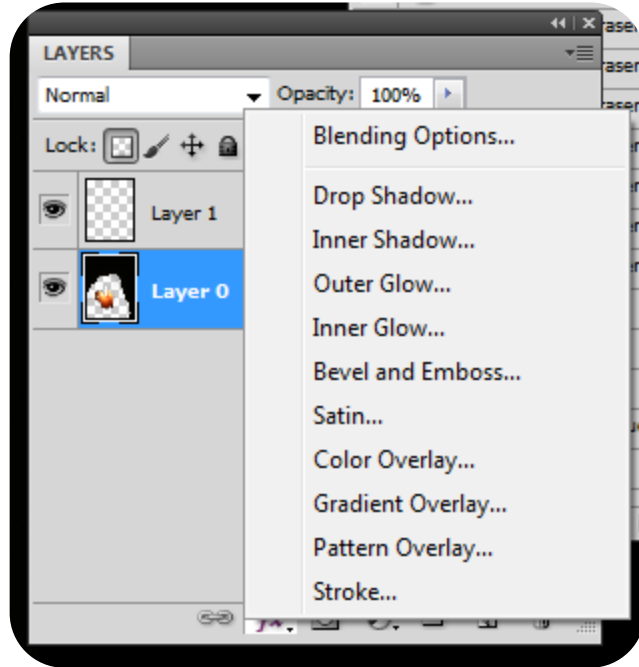 LAYERS
Normal Opacity: 100%
Lock:
Layer 1
Layer 0
Blending Options...
Drop Shadow...
Inner Shadow...
Outer Glow...
Inner Glow...
Bevel and Emboss...
Satin...
Color Overlay...
Gradient Overlay...
Pattern Overlay...
Stroke...